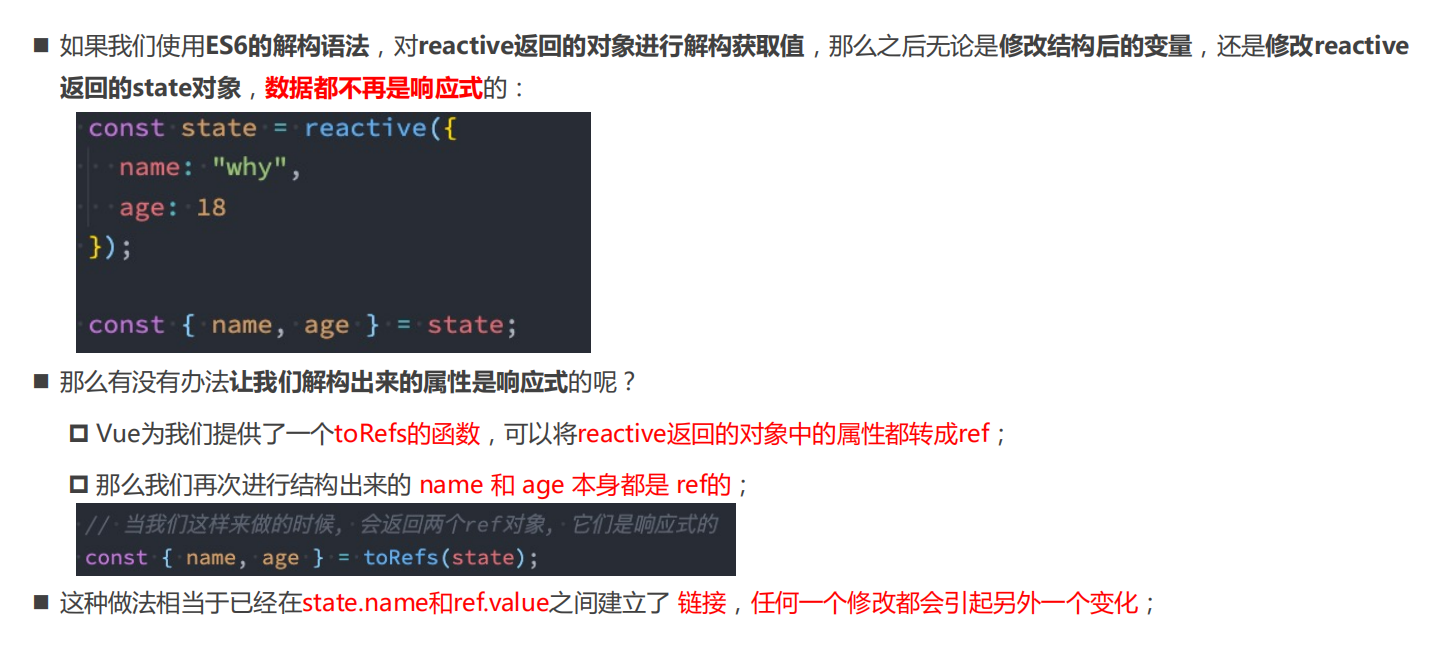 ■ 如果我们使用ES6的解构语法，对reactive返回的对象进行解构获取值，那么之后无论是修改结构后的变量，还是修改reactive
返回的state对象，数据都不再是响应式的：
const state = reactive({
name: "why",
age: 18
});
const { name, age } = state;
■ 那么有没有办法让我们解构出来的属性是响应式的呢？
Vue为我们提供了一个toRefs的函数，可以将reactive返回的对象中的属性都转成ref；
那么我们再次进行结构出来的 name 和 age 本身都是 ref的；
// 当我们这样来做的时候, 会返回两个ref对象, 它们是响应式的
const { name, age } = toRefs(state);
■ 这种做法相当于已经在state.name和ref.value之间建立了 链接，任何一个修改都会引起另外一个变化；